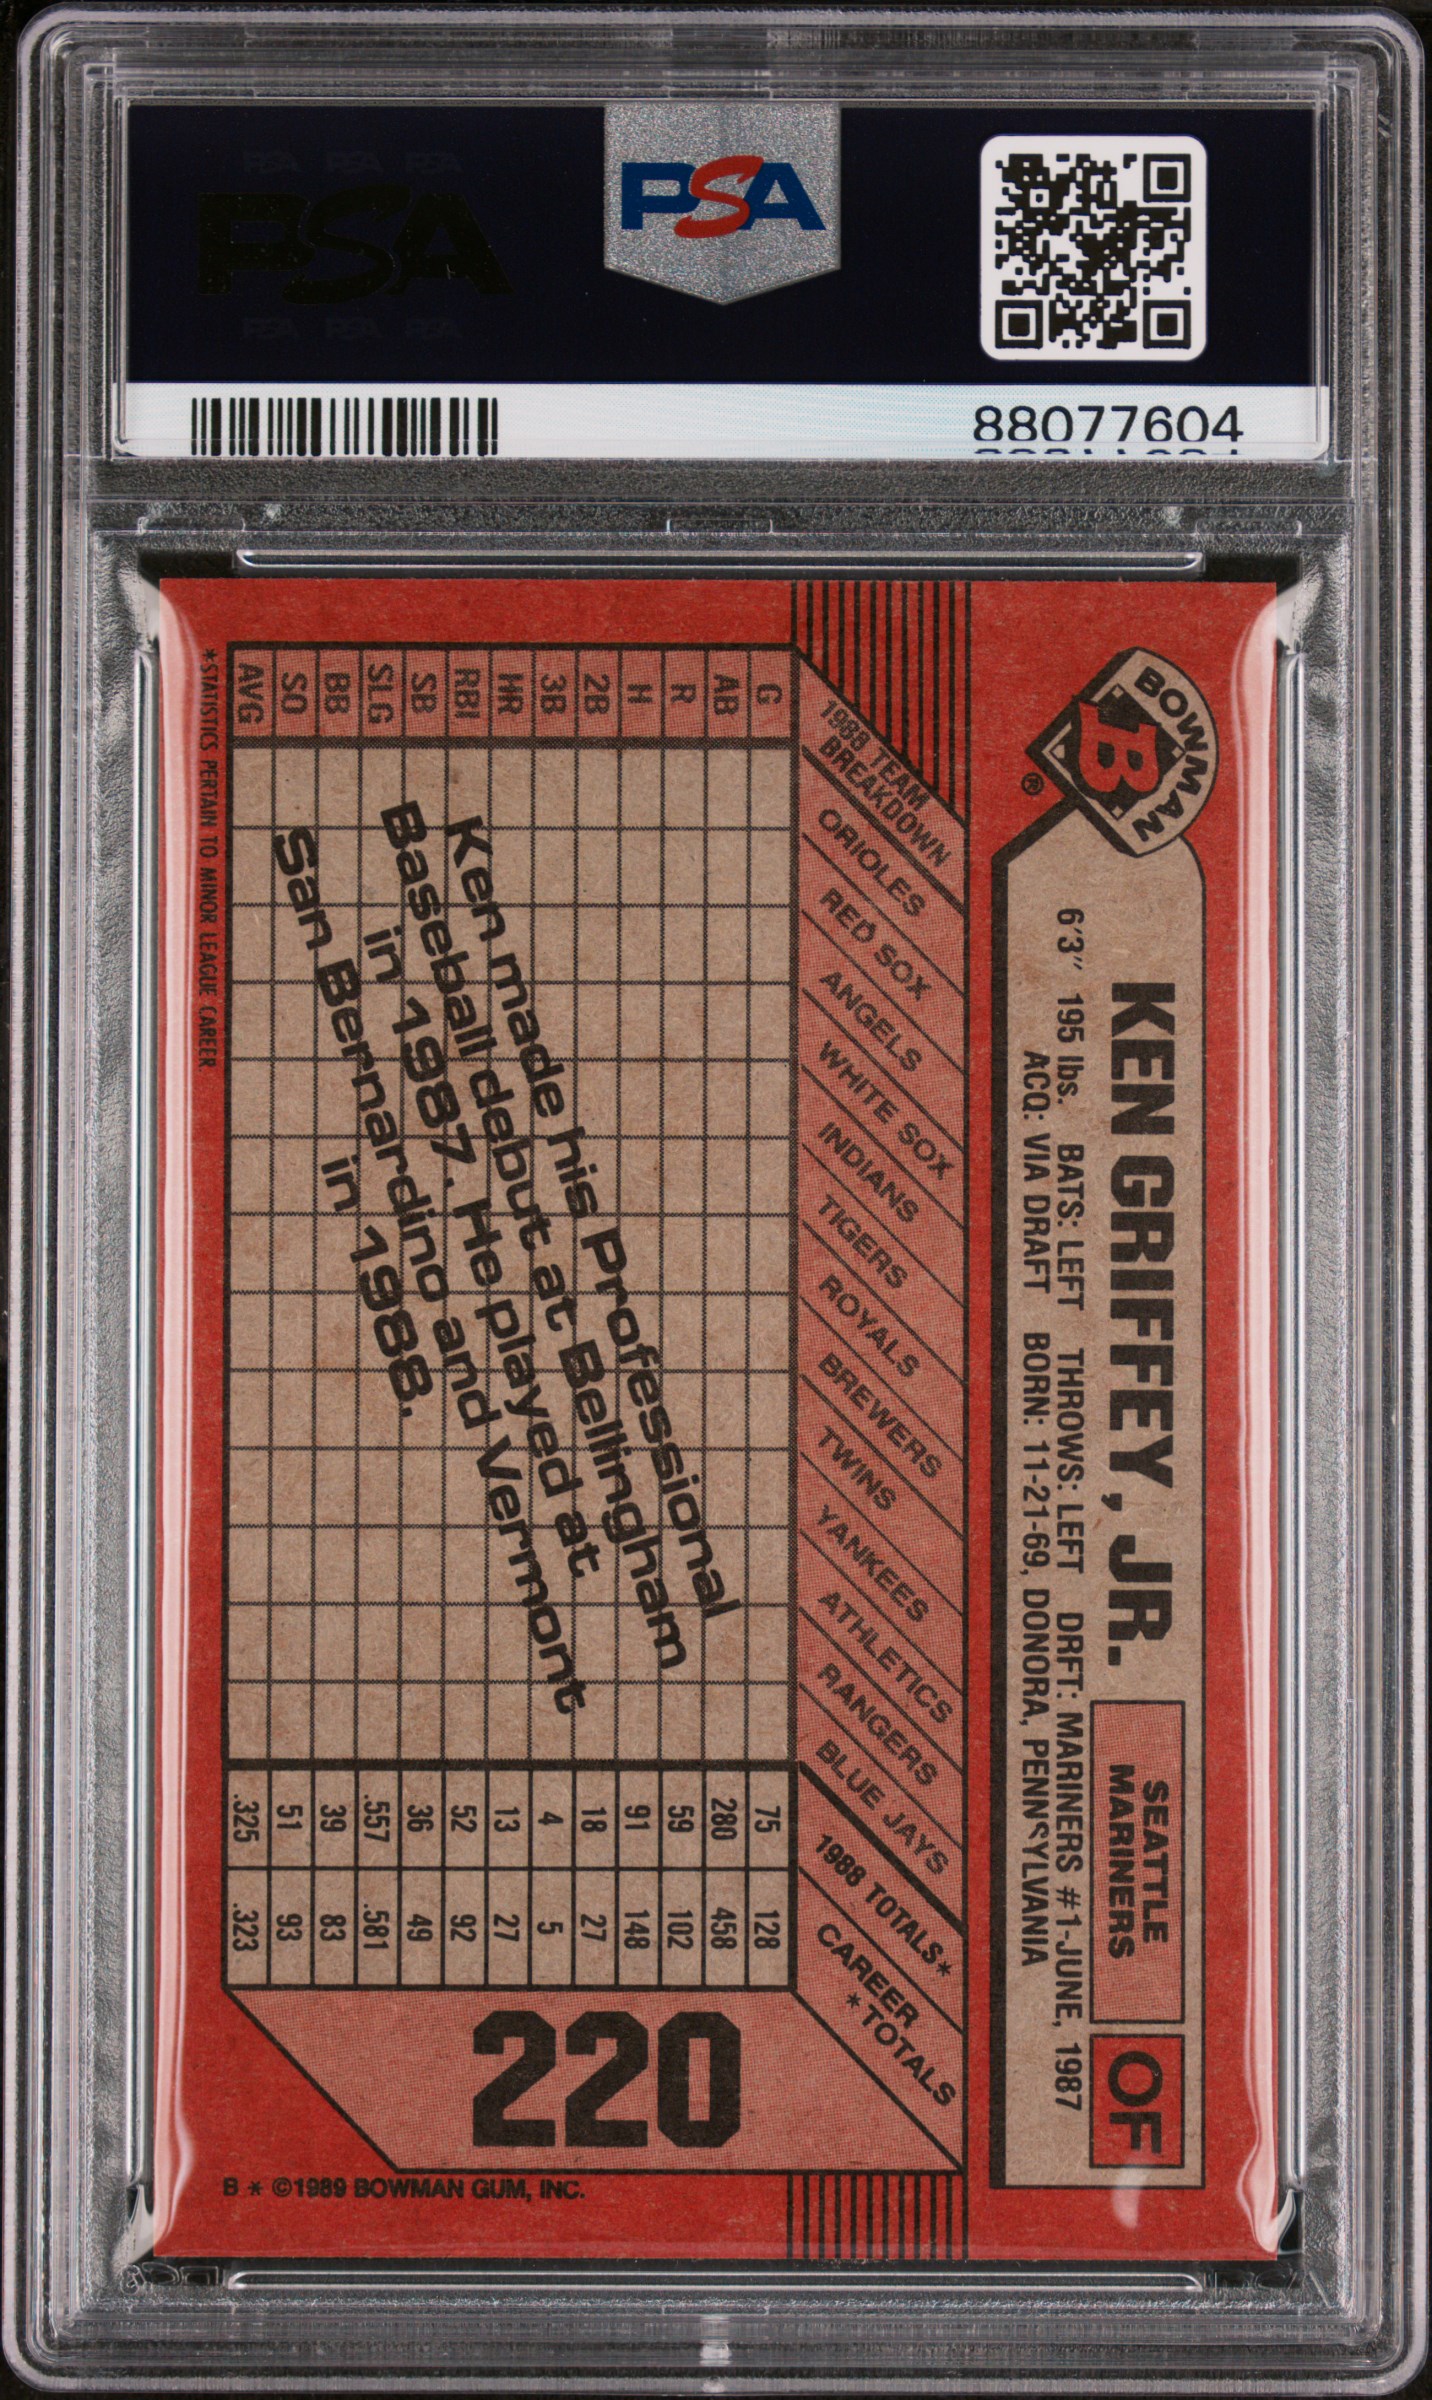 PSA
PSA
88077604
BOWMAN
B
®
KEN GRIFFEY, JR.
SEATTLE
MARINERS
OF
6'3" 195 lbs. BATS: LEFT THROWS: LEFT DRFT: MARINERS #1-JUNE, 1987
ACQ: VIA DRAFT BORN: 11-21-69, DONORA, PENNSYLVANIA
1988 TEAM
BREAKDOWN
ORIOLES
RED SOX
ANGELS
WHITE SOX
INDIANS
TIGERS
ROYALS
BREWERS
TWINS
YANKEES
ATHLETICS
RANGERS
BLUE JAYS
1988 TOTALS*
CAREER
*TOTALS
G 75 128
AB 280 458
R 59 102
H 91 148
2B 18 27
3B 4 5
HR 13 27
RBI 52 92
SB 36 49
SLG .557 .581
BB 39 83
SO 51 93
AVG .325 .323
Ken made his Professional
Baseball debut at Bellingham
in 1987. He played at
San Bernardino and Vermont
in 1988.
220
*STATISTICS PERTAIN TO MINOR LEAGUE CAREER
B * ©1989 BOWMAN GUM, INC.